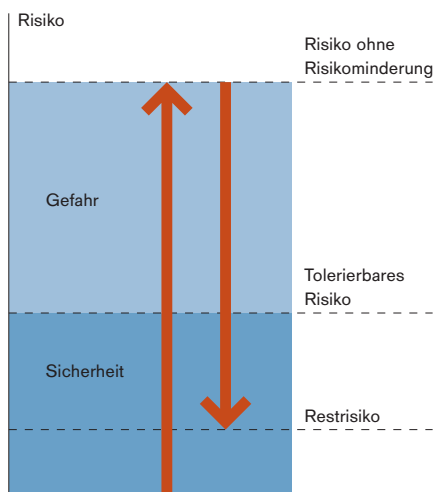 Risiko
Risiko ohne
Risikominderung
Gefahr
Tolerierbares
Risiko
Sicherheit
Restrisiko